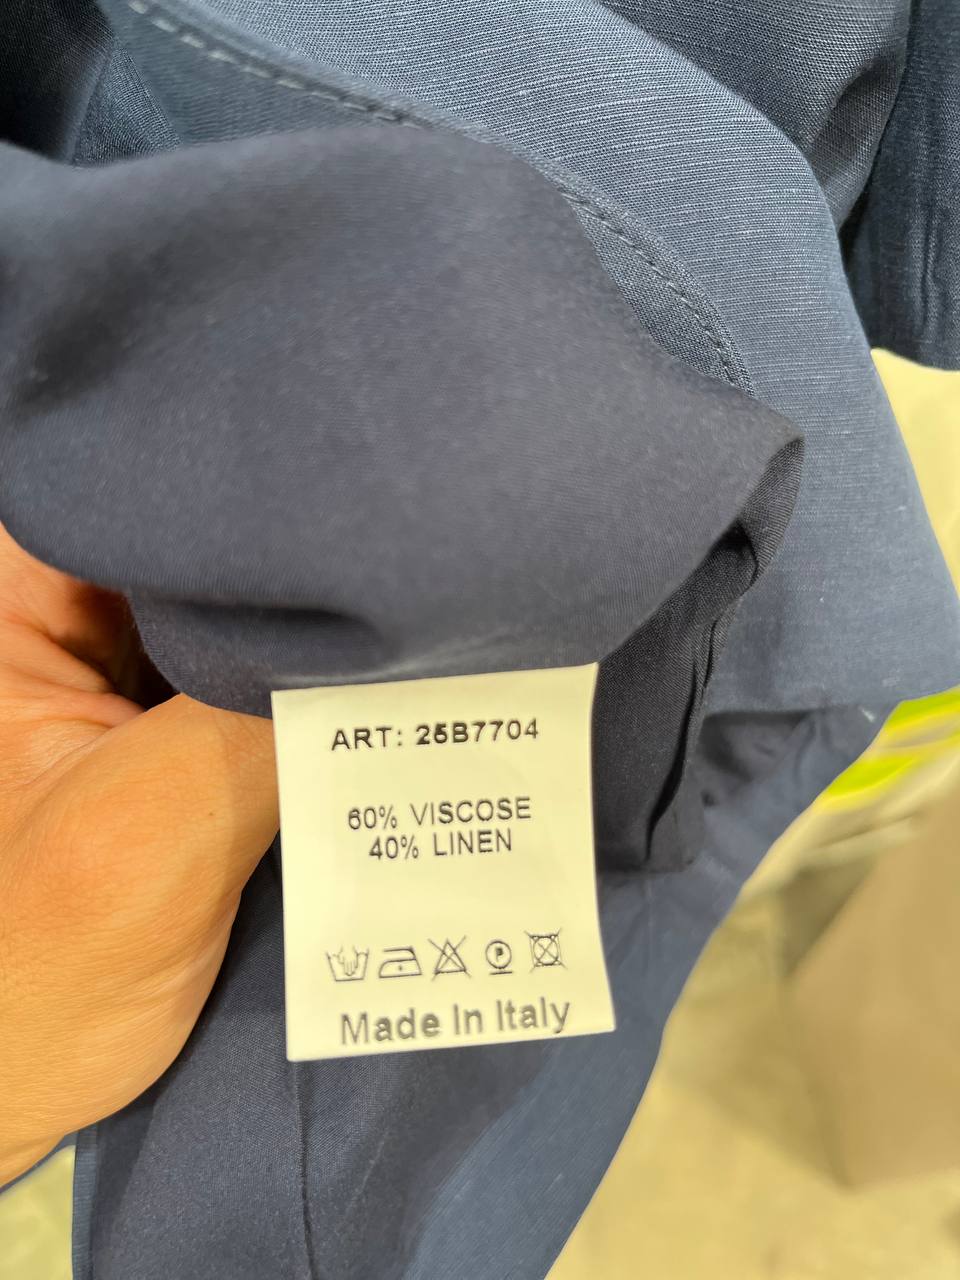 ART: 25B7704
60% VISCOSE
40% LINEN
P
Made In Italy